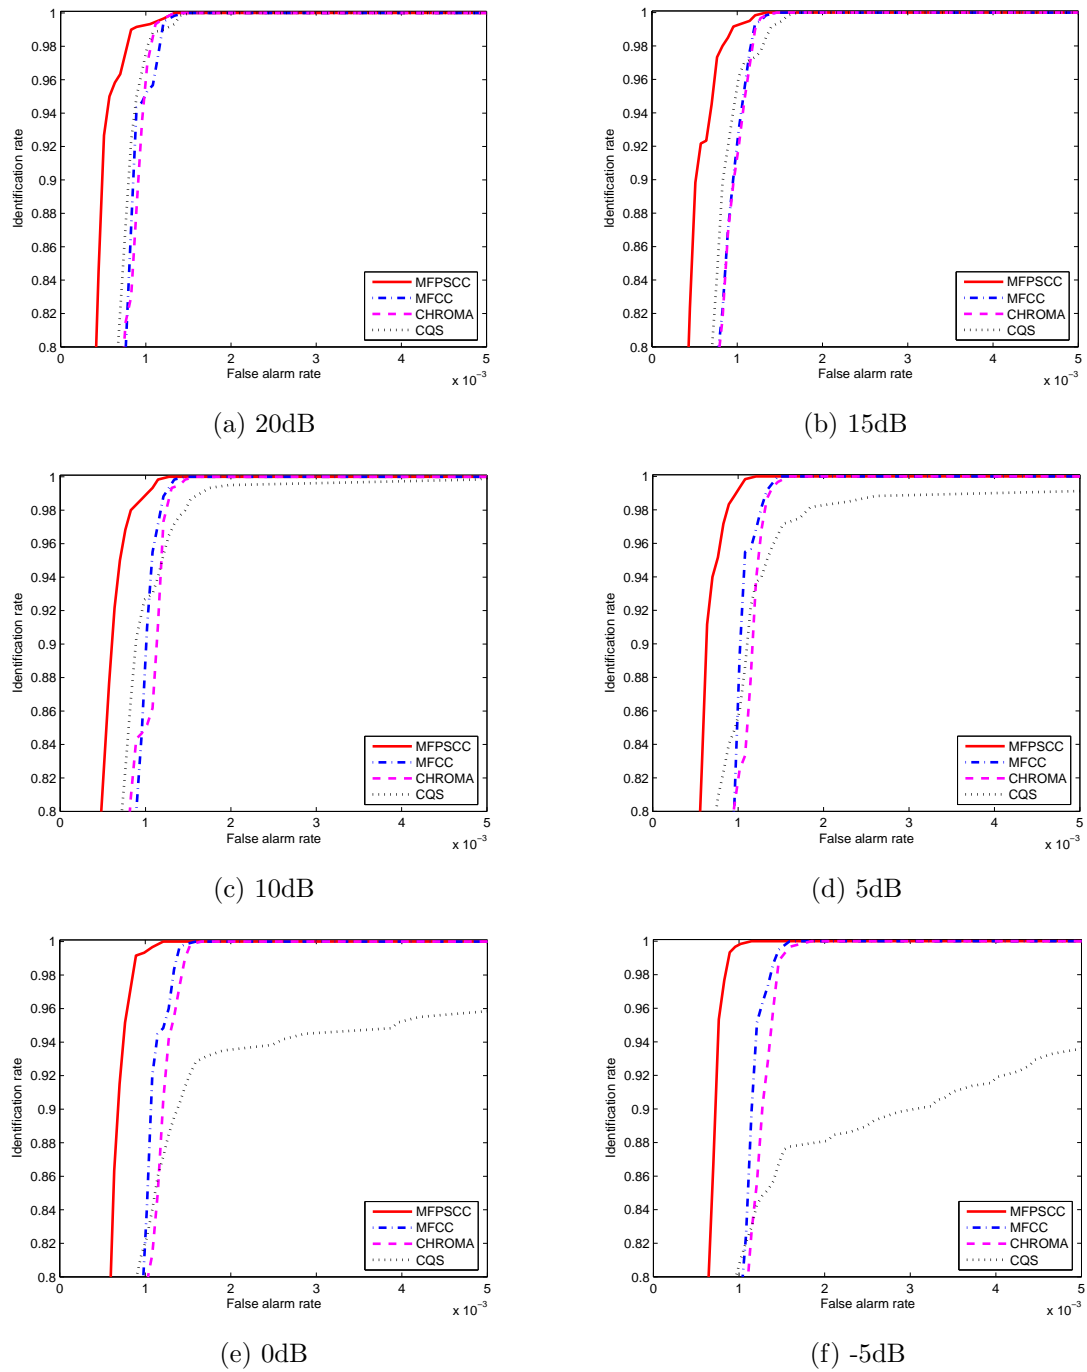 1
0.98
0.96
0.94
0.92
0.9
0.88
0.86
0.84
0.82
0.8
Identification rate
0 1 2 3 4 5
False alarm rate
x 10⁻³
MFPSCC
MFCC
CHROMA
CQS
(a) 20dB
1
0.98
0.96
0.94
0.92
0.9
0.88
0.86
0.84
0.82
0.8
Identification rate
0 1 2 3 4 5
False alarm rate
x 10⁻³
MFPSCC
MFCC
CHROMA
CQS
(b) 15dB
1
0.98
0.96
0.94
0.92
0.9
0.88
0.86
0.84
0.82
0.8
Identification rate
0 1 2 3 4 5
False alarm rate
x 10⁻³
MFPSCC
MFCC
CHROMA
CQS
(c) 10dB
1
0.98
0.96
0.94
0.92
0.9
0.88
0.86
0.84
0.82
0.8
Identification rate
0 1 2 3 4 5
False alarm rate
x 10⁻³
MFPSCC
MFCC
CHROMA
CQS
(d) 5dB
1
0.98
0.96
0.94
0.92
0.9
0.88
0.86
0.84
0.82
0.8
Identification rate
0 1 2 3 4 5
False alarm rate
x 10⁻³
MFPSCC
MFCC
CHROMA
CQS
(e) 0dB
1
0.98
0.96
0.94
0.92
0.9
0.88
0.86
0.84
0.82
0.8
Identification rate
0 1 2 3 4 5
False alarm rate
x 10⁻³
MFPSCC
MFCC
CHROMA
CQS
(f) -5dB